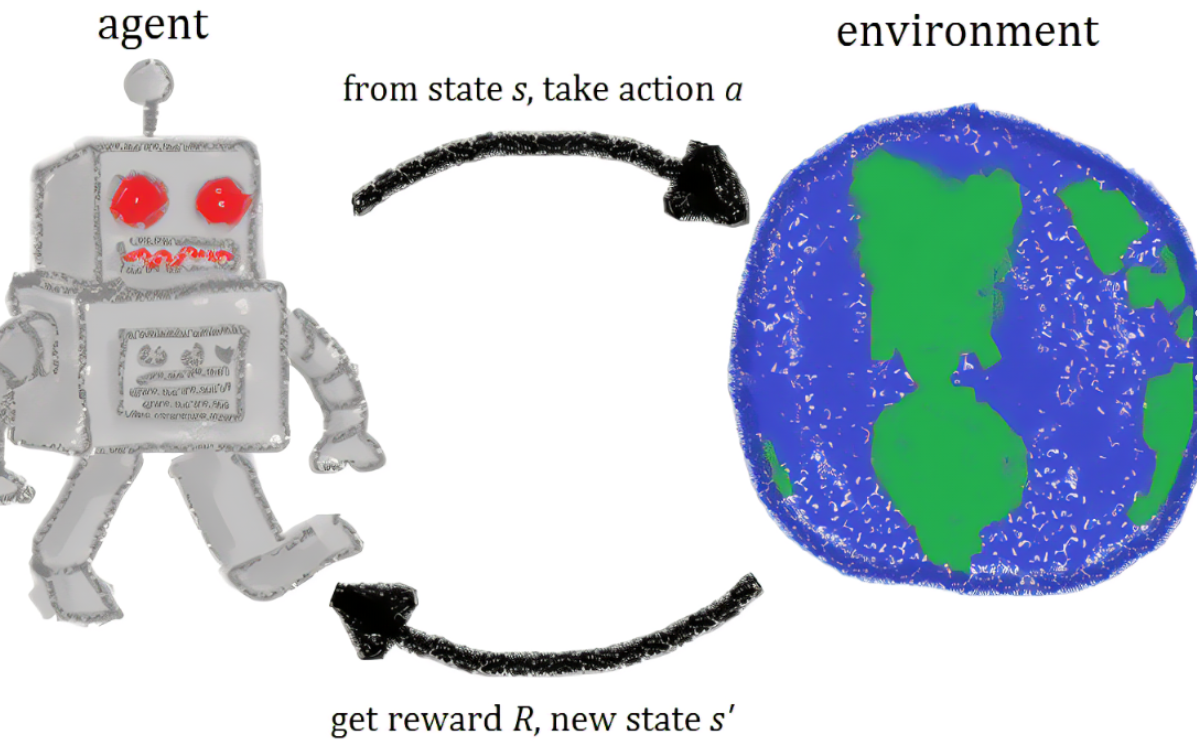 agent
environment
from state s, take action a
get reward R, new state s′